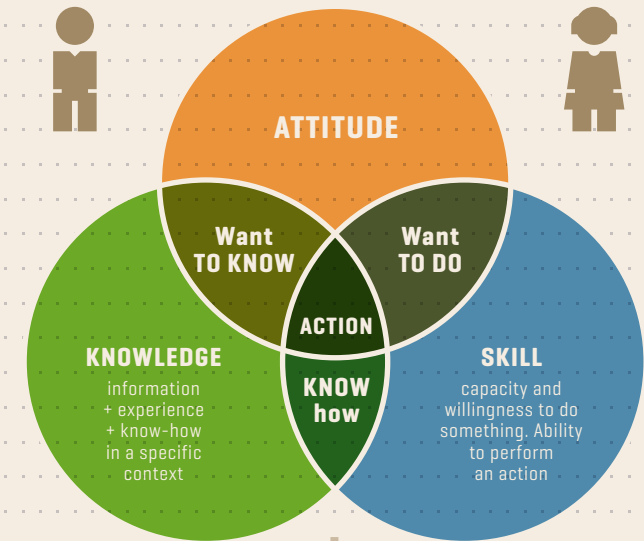 ATTITUDE
Want
TO KNOW
Want
TO DO
ACTION
KNOWLEDGE
information
+ experience
+ know-how
in a specific
context
KNOW
how
SKILL
capacity and
willingness to do
something. Ability
to perform
an action